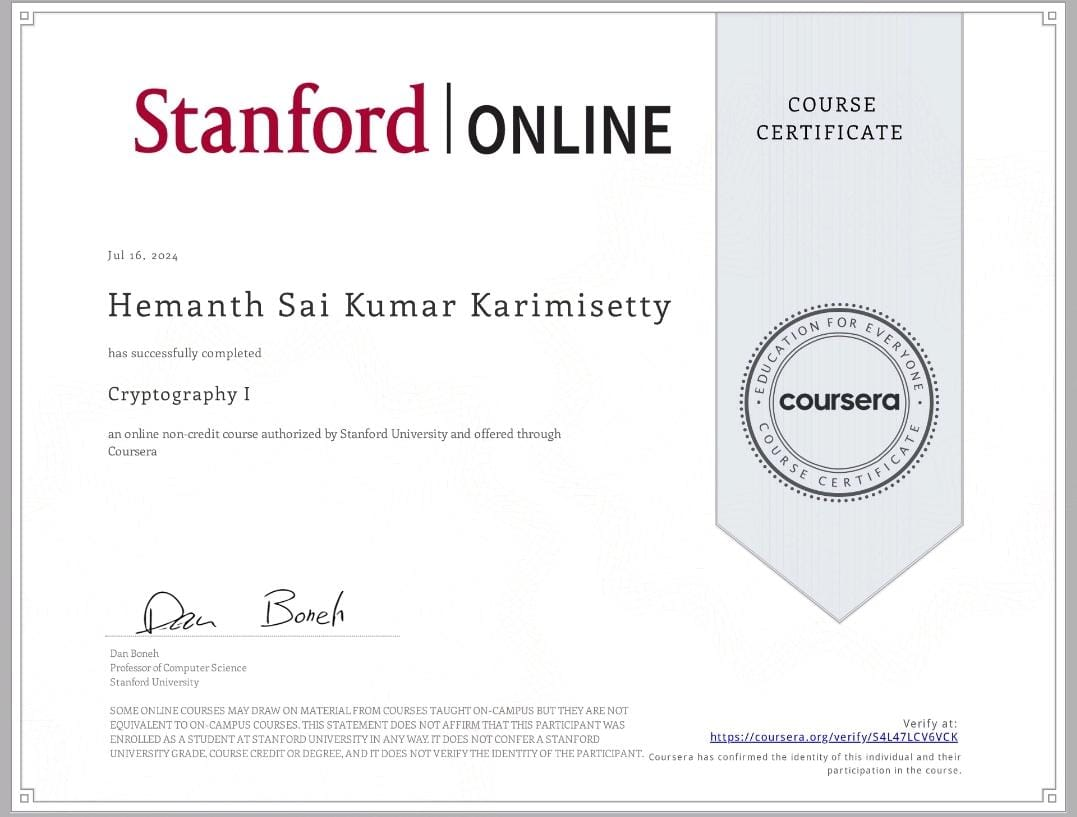 Stanford | ONLINE
COURSE
CERTIFICATE
Jul 16, 2024
Hemanth Sai Kumar Karimisetty
has successfully completed
Cryptography I
an online non-credit course authorized by Stanford University and offered through
Coursera
EDUCATION FOR EVERYONE
coursera
COURSE CERTIFICATE
Dan Boneh
Dan Boneh
Professor of Computer Science
Stanford University
SOME ONLINE COURSES MAY DRAW ON MATERIAL FROM COURSES TAUGHT ON-CAMPUS BUT THEY ARE NOT
EQUIVALENT TO ON-CAMPUS COURSES. THIS STATEMENT DOES NOT AFFIRM THAT THIS PARTICIPANT WAS
ENROLLED AS A STUDENT AT STANFORD UNIVERSITY IN ANY WAY. IT DOES NOT CONFER A STANFORD
UNIVERSITY GRADE, COURSE CREDIT OR DEGREE, AND IT DOES NOT VERIFY THE IDENTITY OF THE PARTICIPANT.
Verify at:
https://coursera.org/verify/S4L47LCV6VCK
Coursera has confirmed the identity of this individual and their
participation in the course.